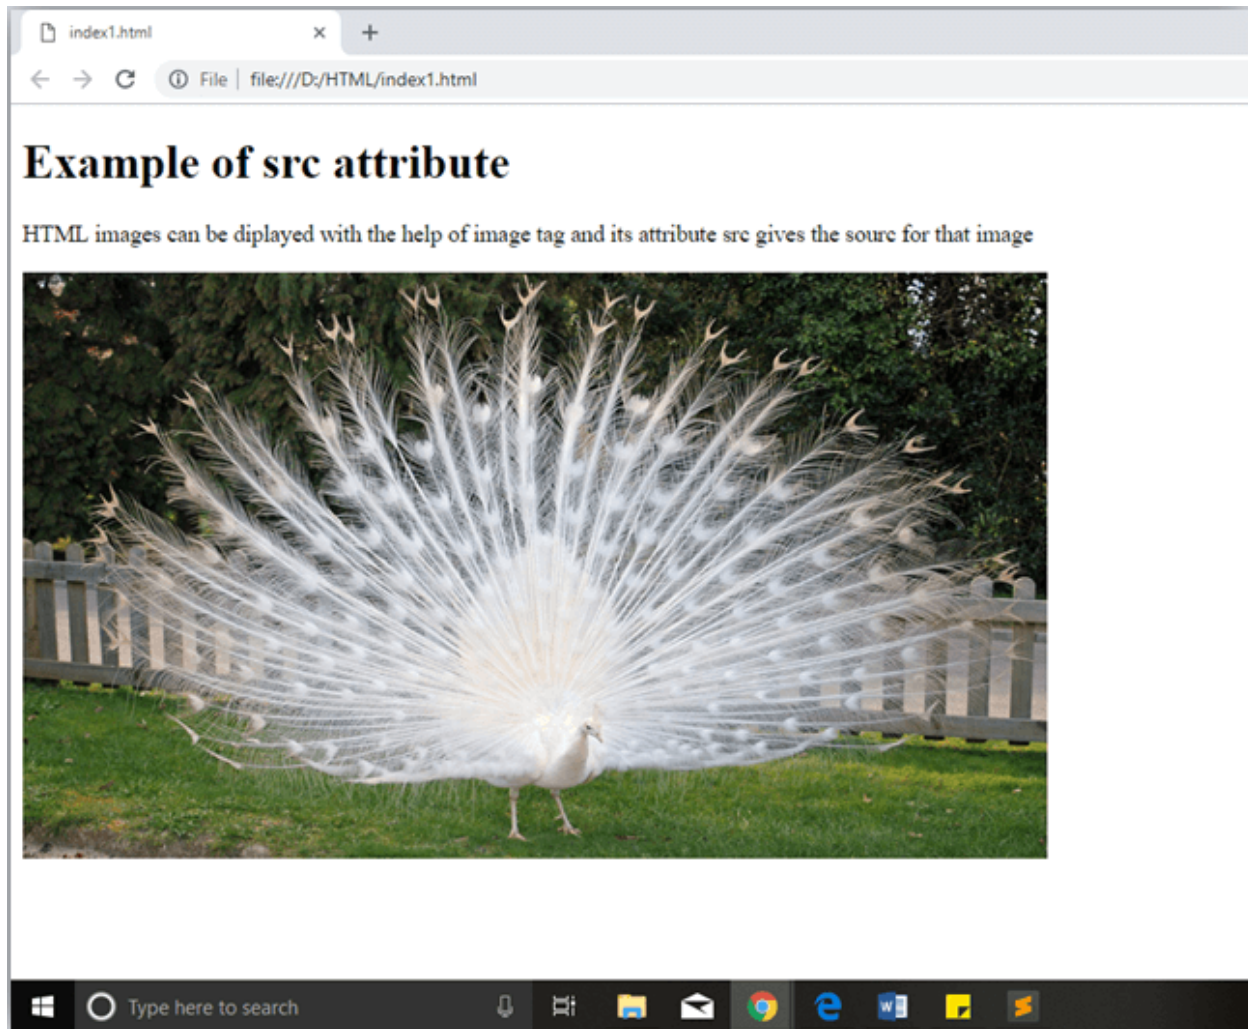 index1.html
File | file:///D:/HTML/index1.html
Example of src attribute
HTML images can be diplayed with the help of image tag and its attribute src gives the sourc for that image
Type here to search
W